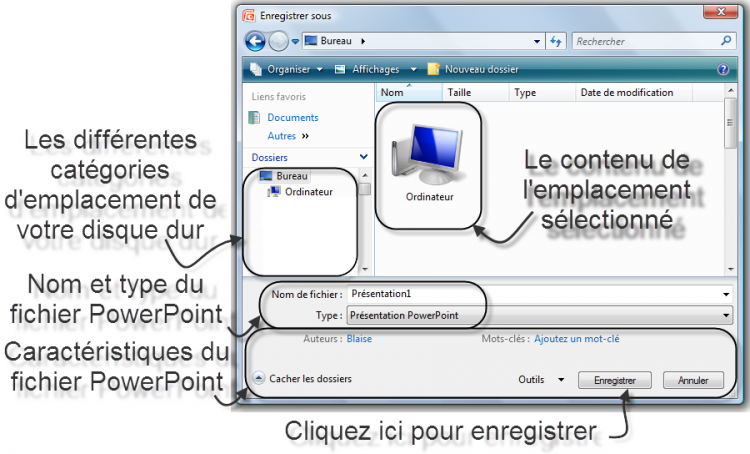 Enregistrer sous
Bureau
Rechercher
Organiser
Affichages
Nouveau dossier
Liens favoris
Documents
Autres »
Dossiers
Bureau
Ordinateur
Nom
Taille
Type
Date de modification
Ordinateur
Les différentes
catégories
d'emplacement de
votre disque dur
Le contenu de
l'emplacement
sélectionné
Nom et type du
fichier PowerPoint
Nom de fichier : Présentation1
Type : Présentation PowerPoint
Caractéristiques du
fichier PowerPoint
Auteurs : Blaise
Mots-clés : Ajoutez un mot-clé
Cacher les dossiers
Outils
Enregistrer
Annuler
Cliquez ici pour enregistrer